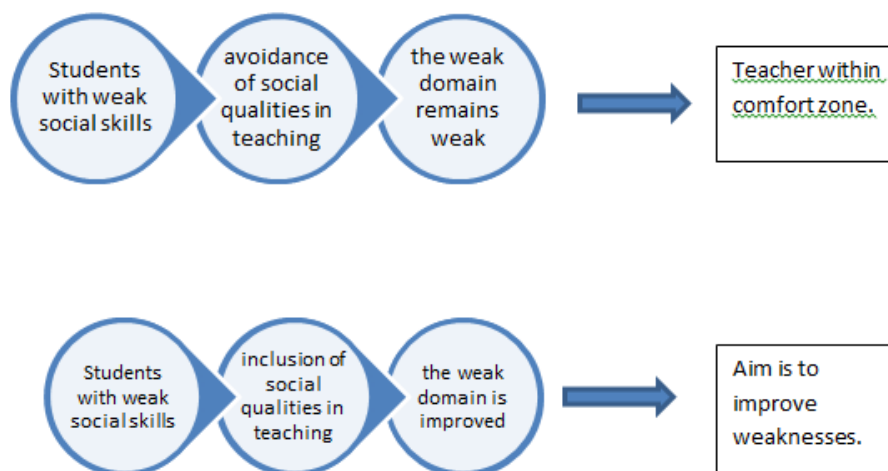 Students
with weak
social skills
avoidance
of social
qualities in
teaching
the weak
domain
remains
weak
Teacher within
comfort zone.
Students
with weak
social skills
inclusion of
social
qualities in
teaching
the weak
domain is
improved
Aim is to
improve
weaknesses.